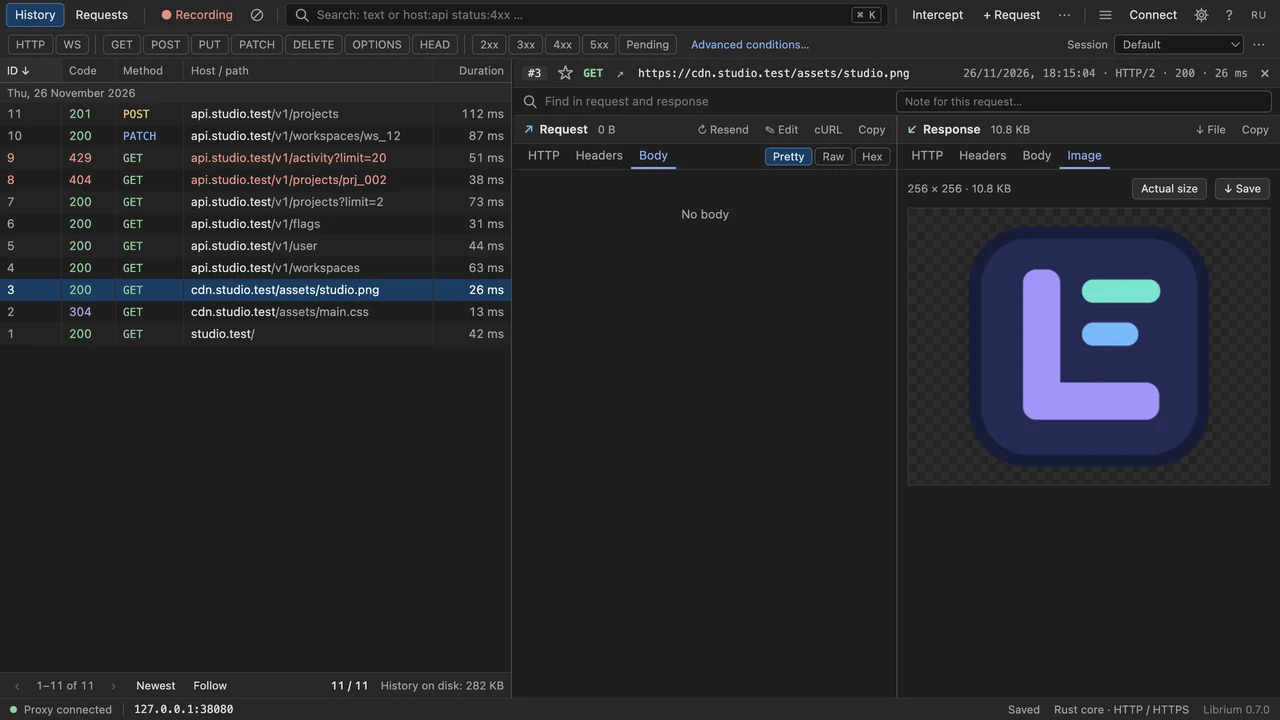 History Requests Recording Search: text or host:api status:4xx ... ⌘ K Intercept + Request ··· Connect ? RU
HTTP WS GET POST PUT PATCH DELETE OPTIONS HEAD 2xx 3xx 4xx 5xx Pending Advanced conditions... Session Default ···
ID ↓ Code Method Host / path Duration
Thu, 26 November 2026
11 201 POST api.studio.test/v1/projects 112 ms
10 200 PATCH api.studio.test/v1/workspaces/ws_12 87 ms
9 429 GET api.studio.test/v1/activity?limit=20 51 ms
8 404 GET api.studio.test/v1/projects/prj_002 38 ms
7 200 GET api.studio.test/v1/projects?limit=2 73 ms
6 200 GET api.studio.test/v1/flags 31 ms
5 200 GET api.studio.test/v1/user 44 ms
4 200 GET api.studio.test/v1/workspaces 63 ms
3 200 GET cdn.studio.test/assets/studio.png 26 ms
2 304 GET cdn.studio.test/assets/main.css 13 ms
1 200 GET studio.test/ 42 ms
‹ 1–11 of 11 › Newest Follow 11 / 11 History on disk: 282 KB
#3 GET ↗ https://cdn.studio.test/assets/studio.png 26/11/2026, 18:15:04 · HTTP/2 · 200 · 26 ms ×
Find in request and response Note for this request...
Request 0 B Resend Edit cURL Copy
HTTP Headers Body Pretty Raw Hex
No body
Response 10.8 KB ↓ File Copy
HTTP Headers Body Image
256 × 256 · 10.8 KB Actual size ↓ Save
Proxy connected 127.0.0.1:38080 Saved Rust core · HTTP / HTTPS Librium 0.7.0